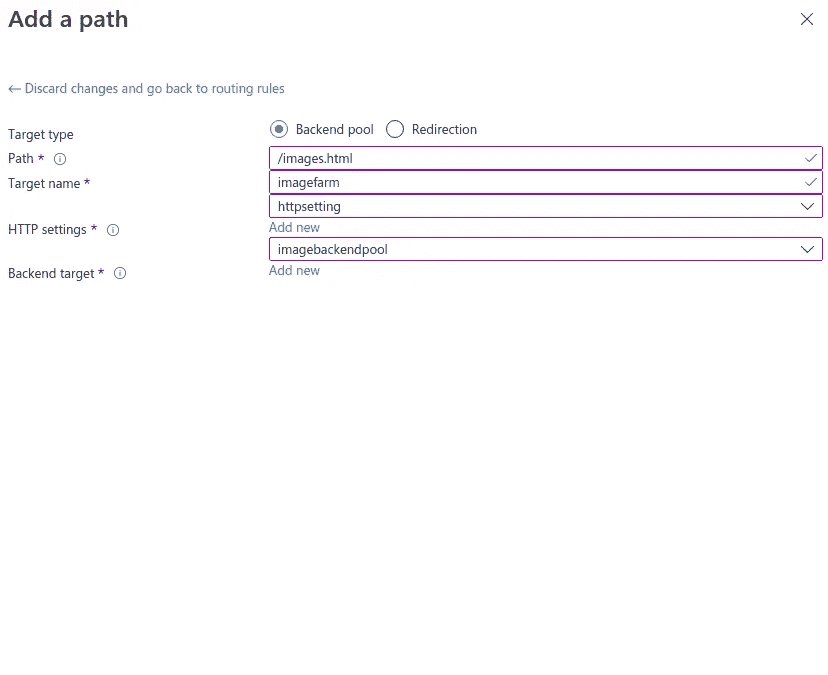 Add a path
← Discard changes and go back to routing rules
Target type
Backend pool
Redirection
Path *
/images.html
Target name *
imagefarm
httpsetting
HTTP settings *
Add new
imagebackendpool
Backend target *
Add new